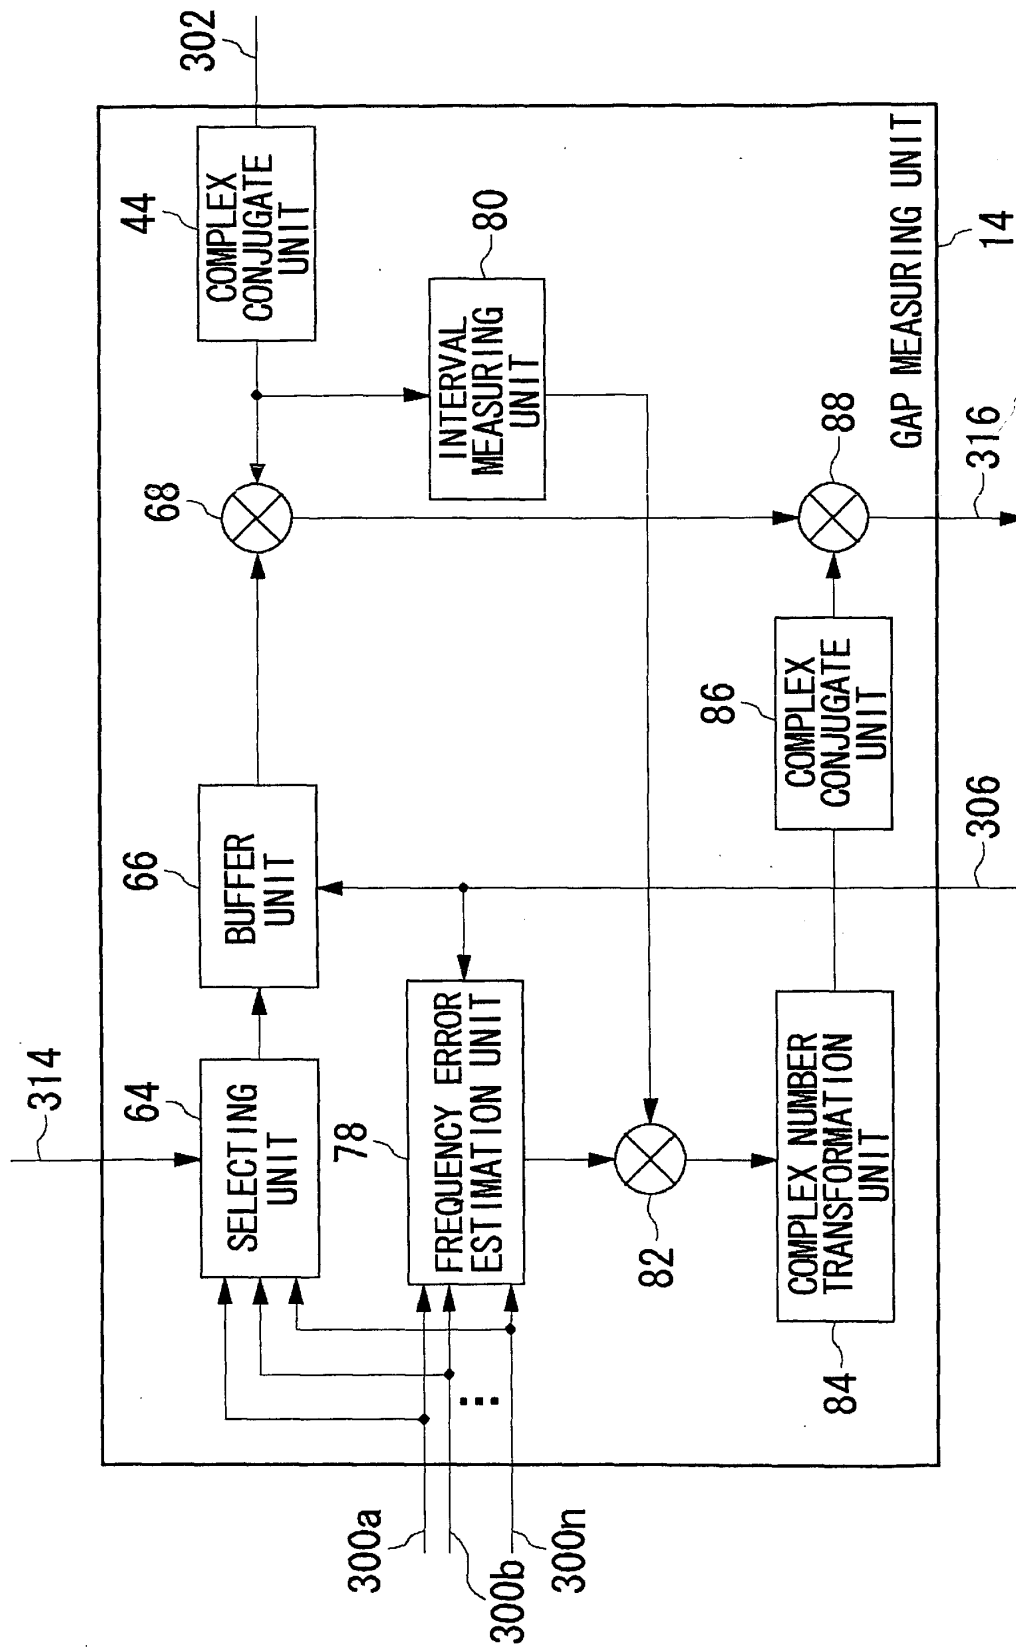 314
64
SELECTING
UNIT
66
BUFFER
UNIT
68
44
COMPLEX
CONJUGATE
UNIT
302
300a
300b
300n
78
FREQUENCY ERROR
ESTIMATION UNIT
80
INTERVAL
MEASURING
UNIT
82
84
COMPLEX NUMBER
TRANSFORMATION
UNIT
86
COMPLEX
CONJUGATE
UNIT
88
GAP MEASURING UNIT
306
316
14